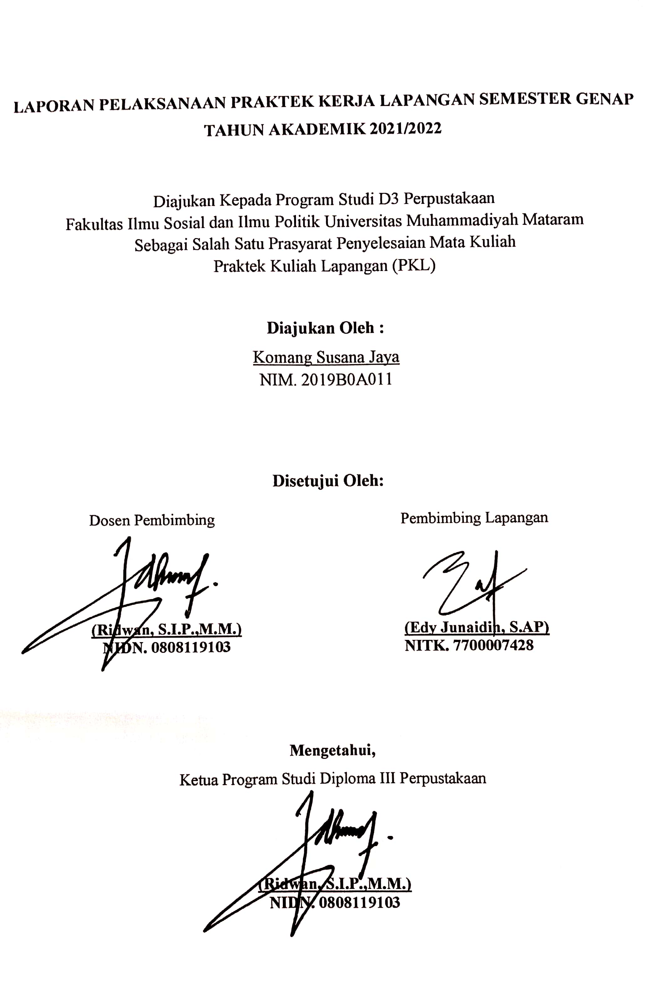 LAPORAN PELAKSANAAN PRAKTEK KERJA LAPANGAN SEMESTER GENAP
TAHUN AKADEMIK 2021/2022
Diajukan Kepada Program Studi D3 Perpustakaan
Fakultas Ilmu Sosial dan Ilmu Politik Universitas Muhammadiyah Mataram
Sebagai Salah Satu Prasyarat Penyelesaian Mata Kuliah
Praktek Kuliah Lapangan (PKL)
Diajukan Oleh :
Komang Susana Jaya
NIM. 2019B0A011
Disetujui Oleh:
Dosen Pembimbing
(Ridwan, S.I.P.,M.M.)
NIDN. 0808119103
Pembimbing Lapangan
(Edy Junaidih, S.AP)
NITK. 7700007428
Mengetahui,
Ketua Program Studi Diploma III Perpustakaan
(Ridwan, S.I.P.,M.M.)
NIDN. 0808119103